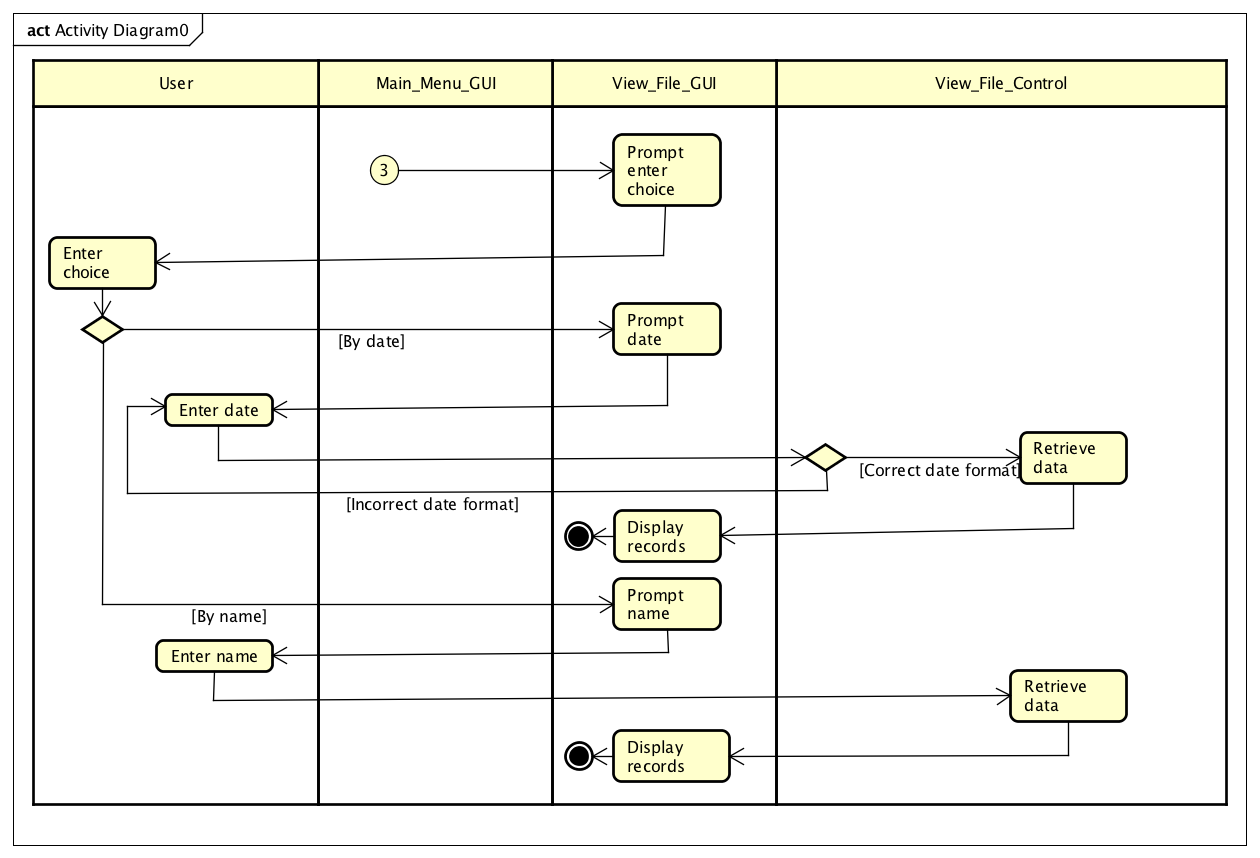 act Activity Diagram0
User
Main_Menu_GUI
View_File_GUI
View_File_Control
3
Prompt
enter
choice
Enter
choice
Prompt
date
[By date]
Enter date
Retrieve
data
[Correct date format]
[Incorrect date format]
Display
records
Prompt
name
[By name]
Enter name
Retrieve
data
Display
records